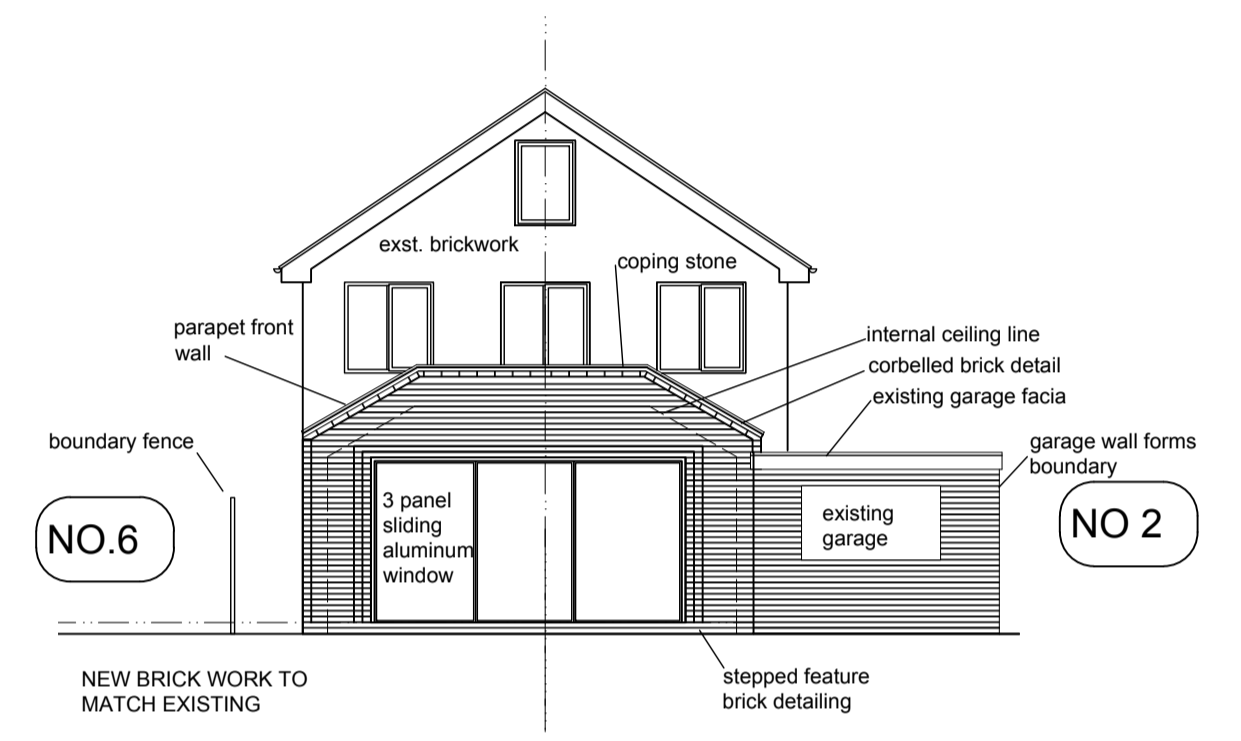 exst. brickwork
coping stone
parapet front
wall
internal ceiling line
corbelled brick detail
existing garage facia
boundary fence
garage wall forms
boundary
NO.6
3 panel
sliding
aluminum
window
existing
garage
NO 2
stepped feature
brick detailing
NEW BRICK WORK TO
MATCH EXISTING